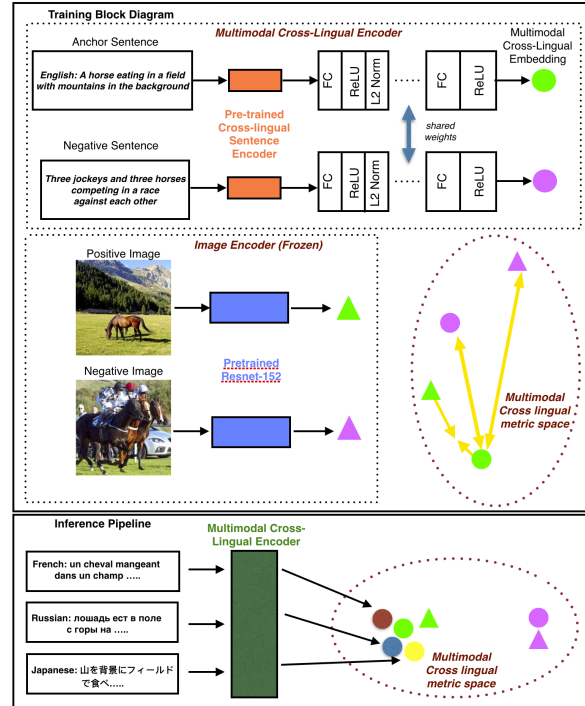 Training Block Diagram
Anchor Sentence
Multimodal Cross-Lingual Encoder
Multimodal
Cross-Lingual
Embedding
English: A horse eating in a field
with mountains in the background
FC
ReLU
L2 Norm
......
FC
ReLU
Pre-trained
Cross-lingual
Sentence
Encoder
shared
weights
Negative Sentence
Three jockeys and three horses
competing in a race
against each other
FC
ReLU
L2 Norm
......
FC
ReLU
Image Encoder (Frozen)
Positive Image
Negative Image
Pretrained
Resnet-152
Multimodal
Cross lingual
metric space
Inference Pipeline
Multimodal Cross-
Lingual Encoder
French: un cheval mangeant
dans un champ .....
Russian: лошадь ест в поле
с горы на .....
Japanese: 山を背景にフィールド
で食べ.....
Multimodal
Cross lingual
metric space